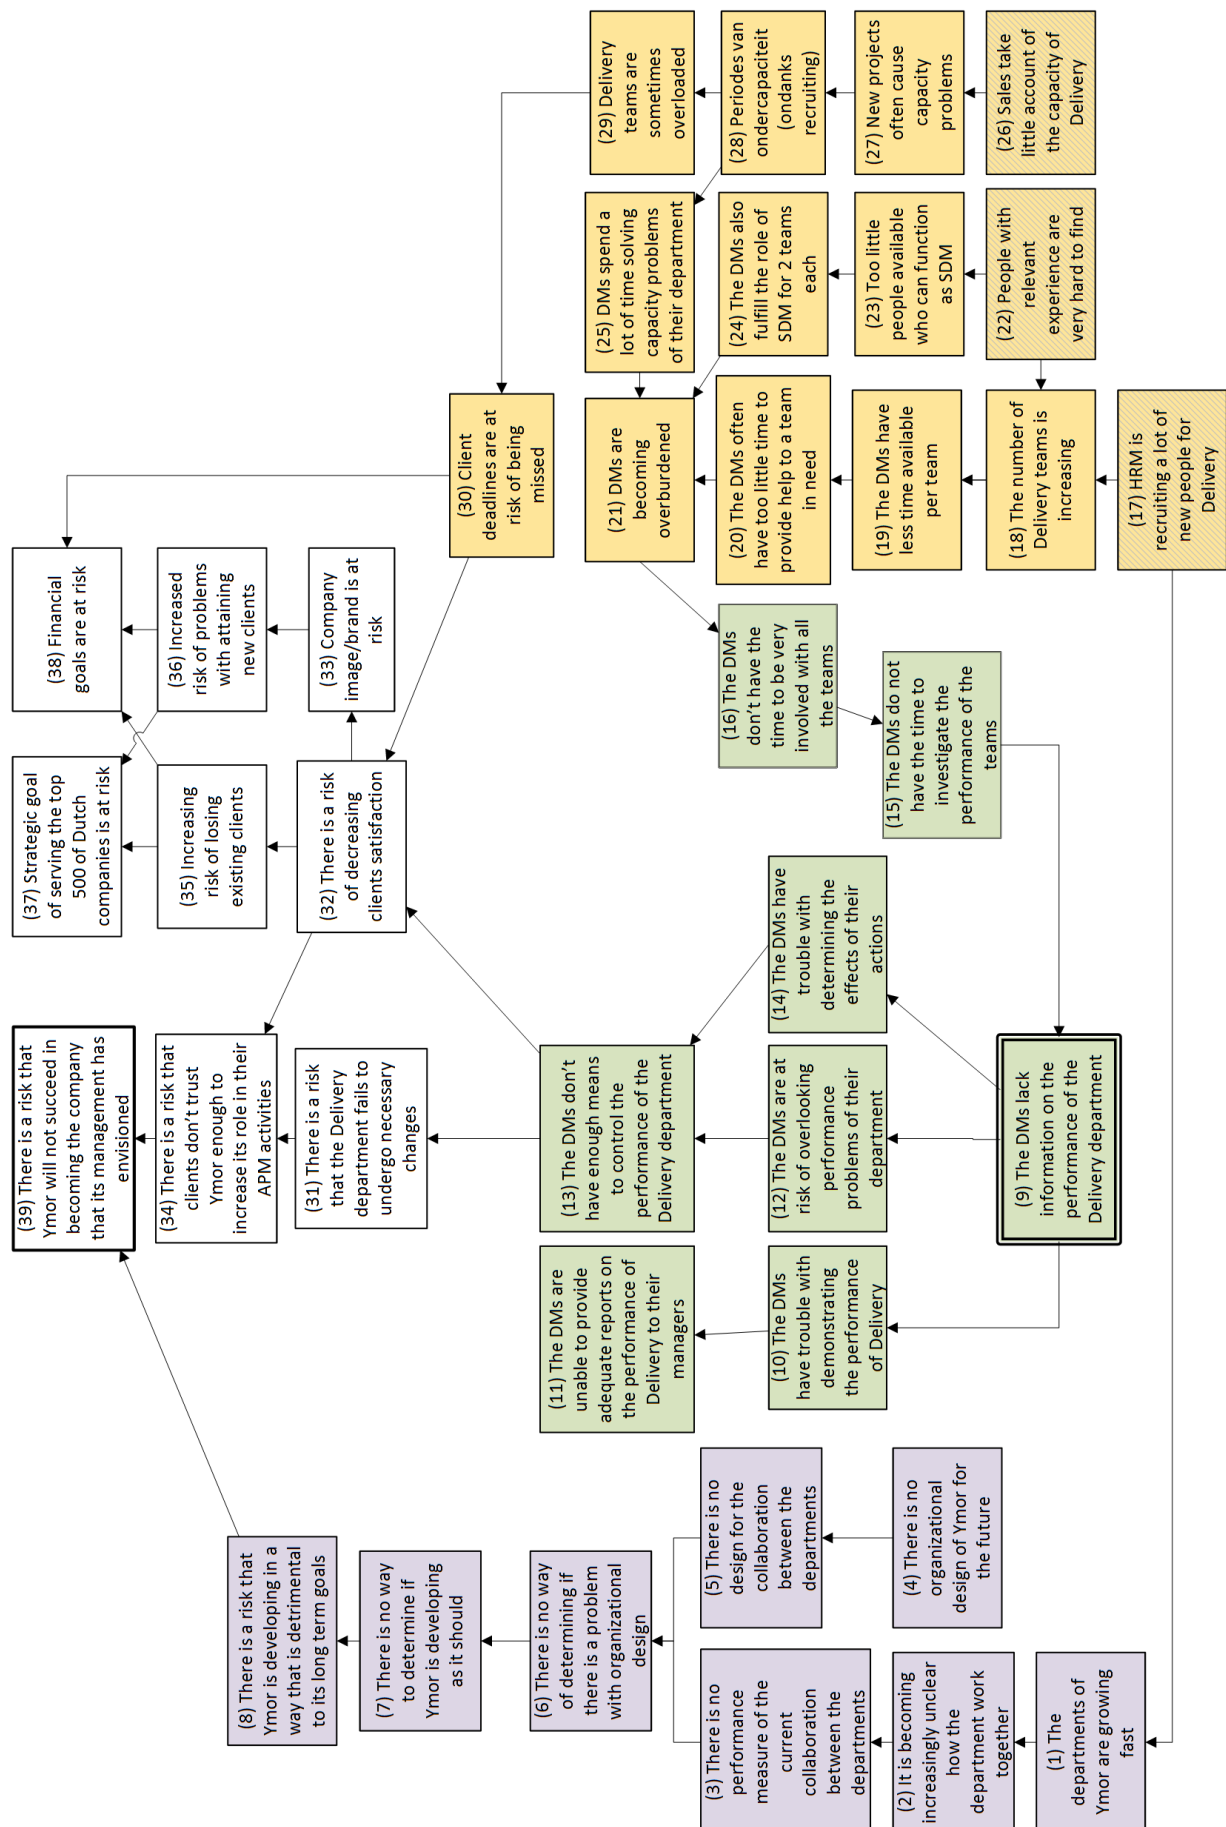 (39) There is a risk that
Ymor will not succeed in
becoming the company
that its management has
envisioned
(37) Strategic goal
of serving the top
500 of Dutch
companies is at risk
(38) Financial
goals are at risk
(34) There is a risk that
clients don't trust
Ymor enough to
increase its role in their
APM activities
(35) Increasing
risk of losing
existing clients
(36) Increased
risk of problems
with attaining
new clients
(8) There is a risk that
Ymor is developing in a
way that is detrimental
to its long term goals
(31) There is a risk
that the Delivery
department fails to
undergo necessary
changes
(32) There is a risk
of decreasing
clients satisfaction
(33) Company
image/brand is at
risk
(7) There is no way
to determine if
Ymor is developing
as it should
(30) Client
deadlines are at
risk of being
missed
(6) There is no way
of determining if
there is a problem
with organizational
design
(11) The DMs are
unable to provide
adequate reports on
the performance of
Delivery to their
managers
(13) The DMs don't
have enough means
to control the
performance of the
Delivery department
(21) DMs are
becoming
overburdened
(25) DMs spend a
lot of time solving
capacity problems
of their department
(29) Delivery
teams are
sometimes
overloaded
(3) There is no
performance
measure of the
current
collaboration
between the
departments
(5) There is no
design for the
collaboration
between the
departments
(10) The DMs
have trouble with
demonstrating
the performance
of Delivery
(12) The DMs are at
risk of overlooking
performance
problems of their
department
(14) The DMs have
trouble with
determining the
effects of their
actions
(16) The DMs
don't have the
time to be very
involved with all
the teams
(20) The DMs often
have too little time to
provide help to a team
in need
(24) The DMs also
fulfill the role of
SDM for 2 teams
each
(28) Periodes van
ondercapaciteit
(ondanks
recruiting)
(2) It is becoming
increasingly unclear
how the
department work
together
(4) There is no
organizational
design of Ymor for
the future
(15) The DMs do not
have the time to
investigate the
performance of the
teams
(19) The DMs have
less time available
per team
(23) Too little
people available
who can function
as SDM
(27) New projects
often cause
capacity
problems
(1) The
departments of
Ymor are growing
fast
(9) The DMs lack
information on the
performance of the
Delivery department
(18) The number of
Delivery teams is
increasing
(22) People with
relevant
experience are
very hard to find
(26) Sales take
little account of
the capacity of
Delivery
(17) HRM is
recruiting a lot of
new people for
Delivery